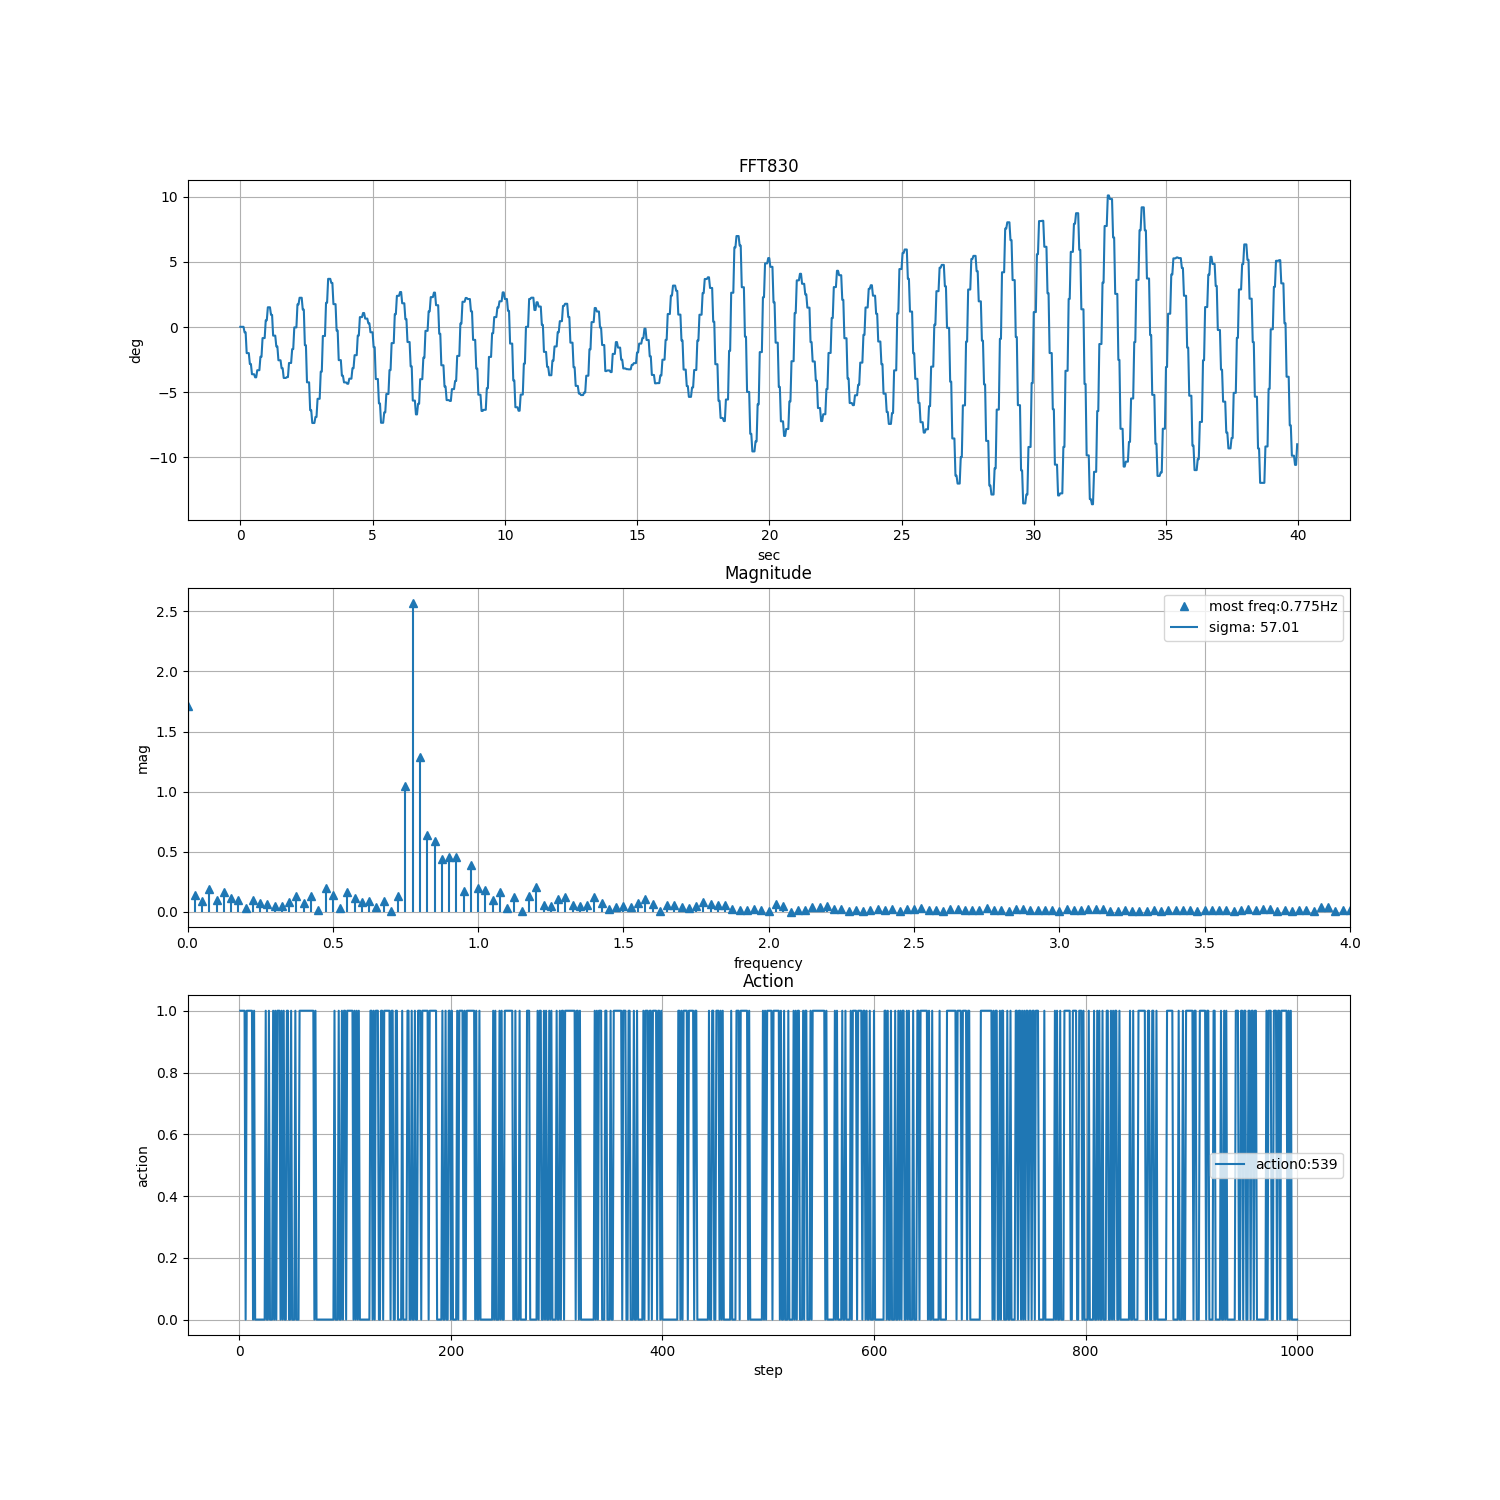 FFT830
10
5
0
−5
−10
deg
0 5 10 15 20 25 30 35 40
sec
Magnitude
most freq:0.775Hz
sigma: 57.01
2.5
2.0
1.5
1.0
0.5
0.0
mag
0.0 0.5 1.0 1.5 2.0 2.5 3.0 3.5 4.0
frequency
Action
1.0
0.8
0.6
0.4
0.2
0.0
action
action0:539
0 200 400 600 800 1000
step